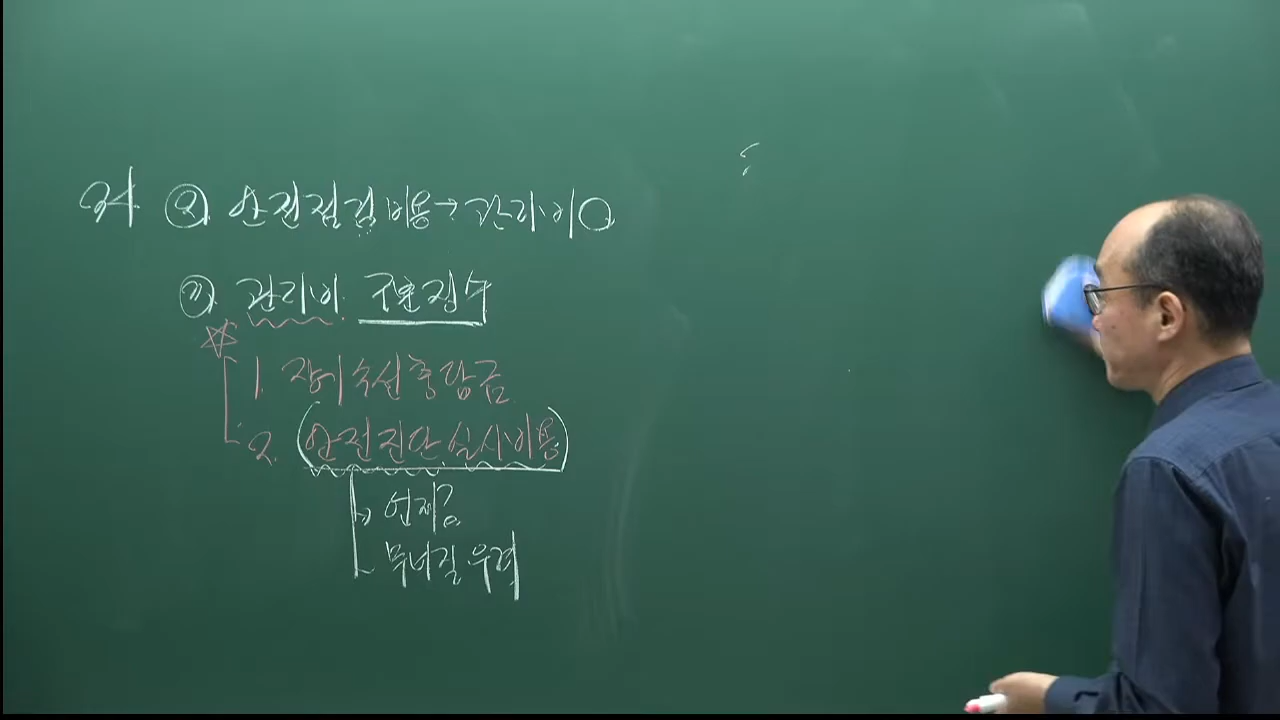 34 ② 안전점검비용→관리비○
㉠ 관리비 구분징수
☆
1. 장기수선충당금
2. (안전진단 실시비용)
→ 언제?
무너질 우려